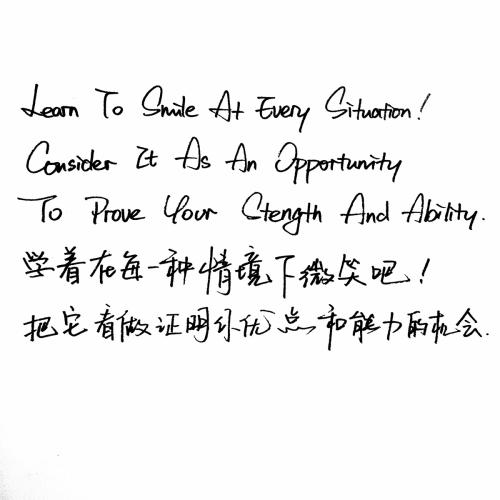 Learn To Smile At Every Situation!
Consider It As An Opportunity
To Prove Your Stength And Ability.
学着在每一种情境下微笑吧!
把它看做证明你优点和能力的机会.